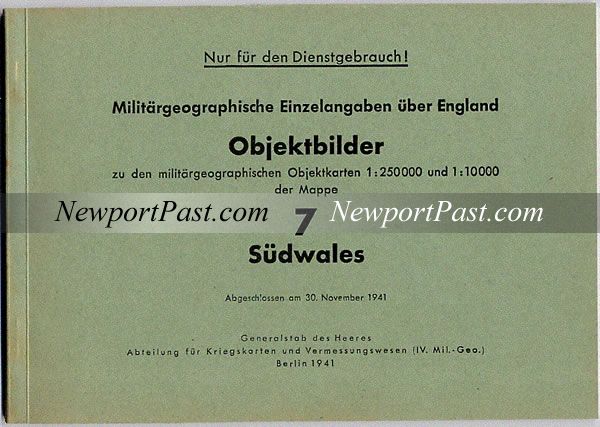 Nur für den Dienstgebrauch!
Militärgeographische Einzelangaben über England
Objektbilder
zu den militärgeographischen Objektkarten 1:250000 und 1:10000
der Mappe
NewportPast.com 7 NewportPast.com
Südwales
Abgeschlossen am 30. November 1941
Generalstab des Heeres
Abteilung für Kriegskarten und Vermessungswesen (IV. Mil.-Geo.)
Berlin 1941